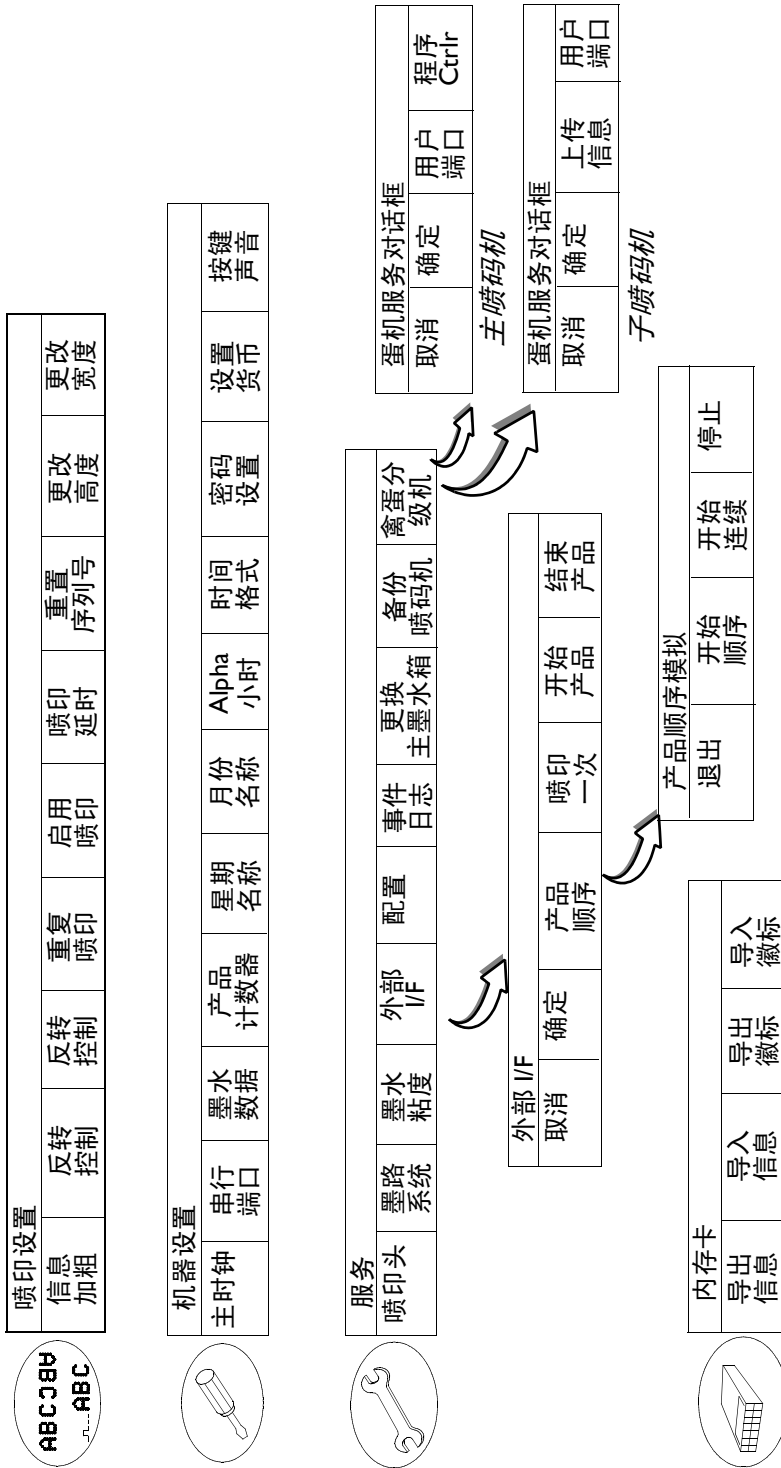 ABCABC
ABC
喷印设置
信息
加粗
反转
控制
反转
控制
重复
喷印
启用
喷印
喷印
延时
重置
序列号
更改
高度
更改
宽度
机器设置
主时钟
串行
端口
墨水
数据
产品
计数器
星期
名称
月份
名称
Alpha
小时
时间
格式
密码
设置
设置
货币
按键
声音
服务
喷印头
墨路
系统
墨水
粘度
外部
I/F
配置
事件
日志
更换
主墨水箱
备份
喷码机
禽蛋分
级机
蛋机服务对话框
取消
确定
用户
端口
程序
Ctrlr
主喷码机
蛋机服务对话框
取消
确定
上传
信息
用户
端口
子喷码机
外部 I/F
取消
确定
产品
顺序
喷印
一次
开始
产品
结束
产品
产品顺序模拟
退出
开始
顺序
开始
连续
停止
内存卡
导出
信息
导入
信息
导出
徽标
导入
徽标